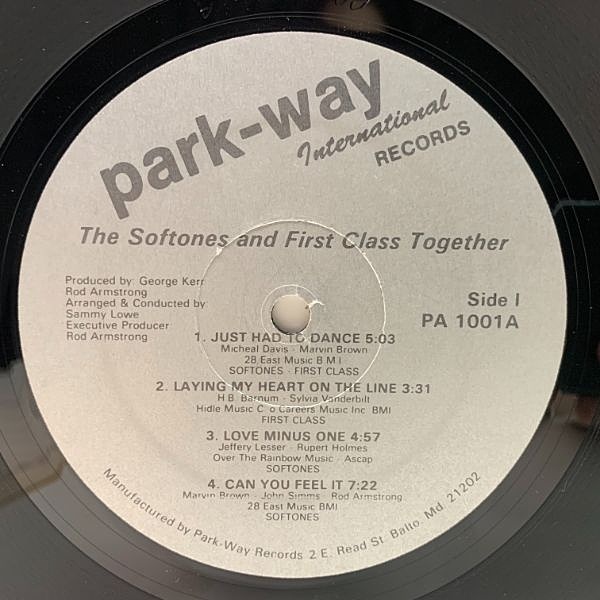 park-way
International
RECORDS
The Softones and First Class Together
Produced by: George Kerr
Rod Armstrong
Arranged & Conducted by
Sammy Lowe
Executive Producer
Rod Armstrong
Side I
PA 1001A
1. JUST HAD TO DANCE 5:03
Micheal Davis - Marvin Brown
28 East Music B M I
SOFTONES - FIRST CLASS
2. LAYING MY HEART ON THE LINE 3:31
H.B. Barnum - Sylvia Vanderbilt
Hidle Music C o Careers Music Inc BMI
FIRST CLASS
3. LOVE MINUS ONE 4:57
Jeffery Lesser - Rupert Holmes
Over The Rainbow Music - Ascap
SOFTONES
4. CAN YOU FEEL IT 7:22
Marvin Brown - John Simms - Rod Armstrong
28 East Music BMI
SOFTONES
Manufactured by Park-Way Records 2 E. Read St. Balto. Md. 21202